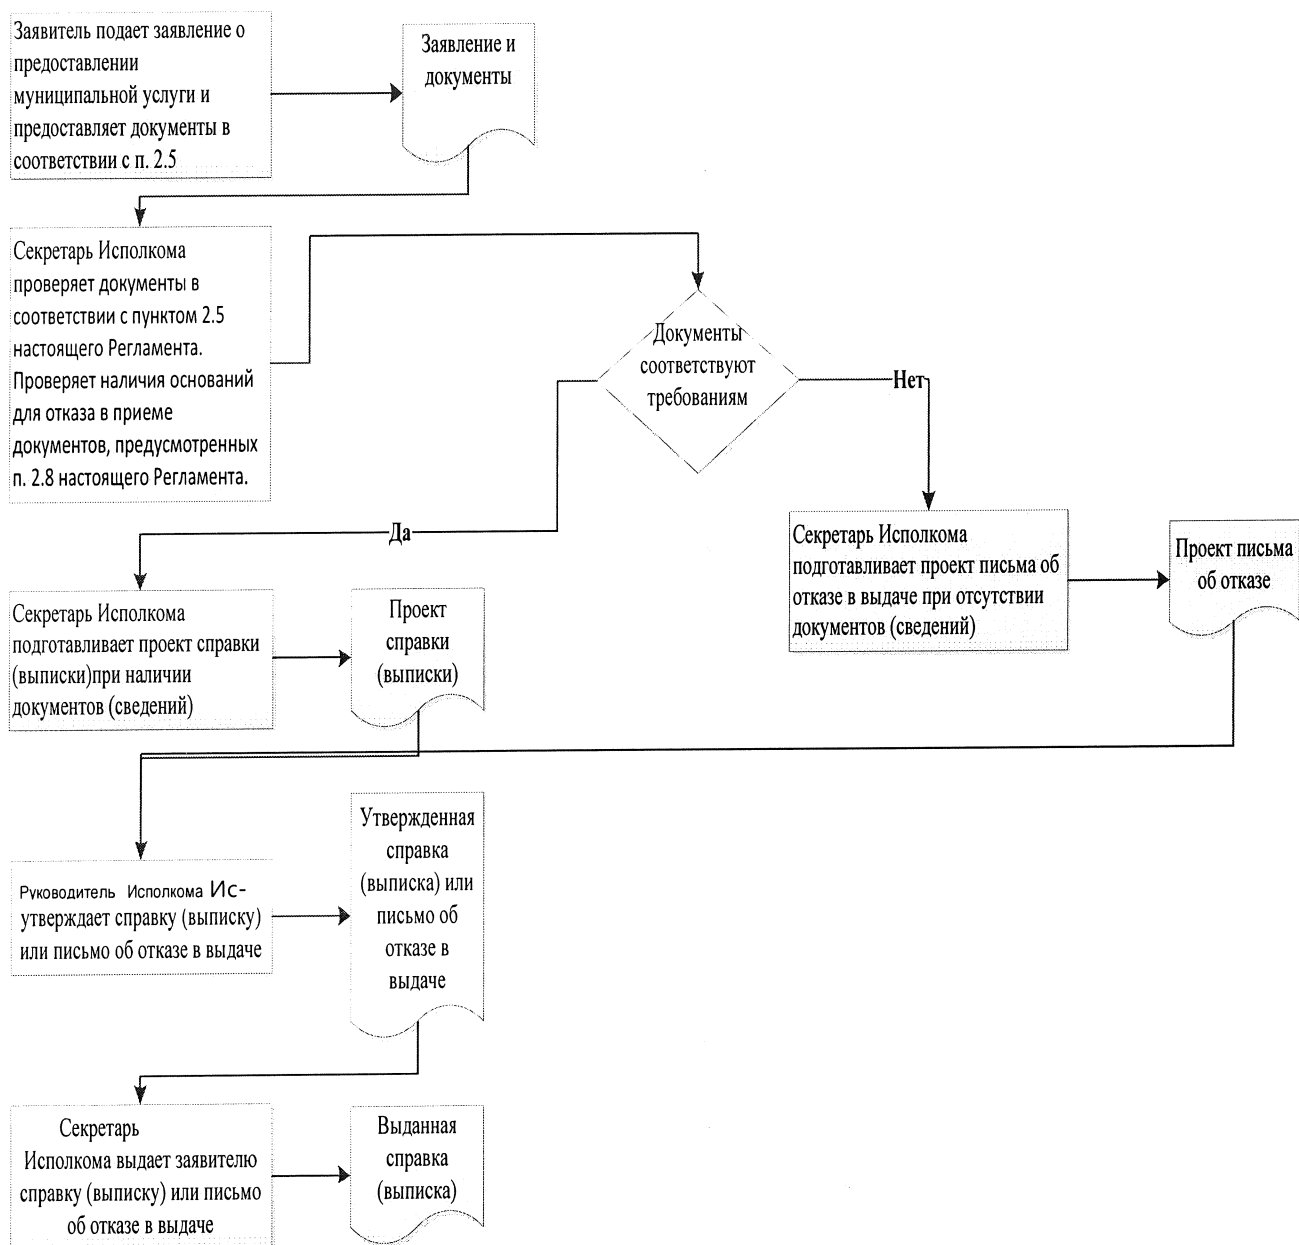 Заявитель подает заявление о
предоставлении
муниципальной услуги и
предоставляет документы в
соответствии с п. 2.5
Заявление и
документы
Секретарь Исполкома
проверяет документы в
соответствии с пунктом 2.5
настоящего Регламента.
Проверяет наличия оснований
для отказа в приеме
документов, предусмотренных
п. 2.8 настоящего Регламента.
Документы
соответствуют
требованиям
Нет
Да
Секретарь Исполкома
подготавливает проект письма об
отказе в выдаче при отсутствии
документов (сведений)
Проект письма
об отказе
Секретарь Исполкома
подготавливает проект справки
(выписки)при наличии
документов (сведений)
Проект
справки
(выписки)
Руководитель Исполкома Ис-
утверждает справку (выписку)
или письмо об отказе в выдаче
Утвержденная
справка
(выписка) или
письмо об
отказе в
выдаче
Секретарь
Исполкома выдает заявителю
справку (выписку) или письмо
об отказе в выдаче
Выданная
справка
(выписка)